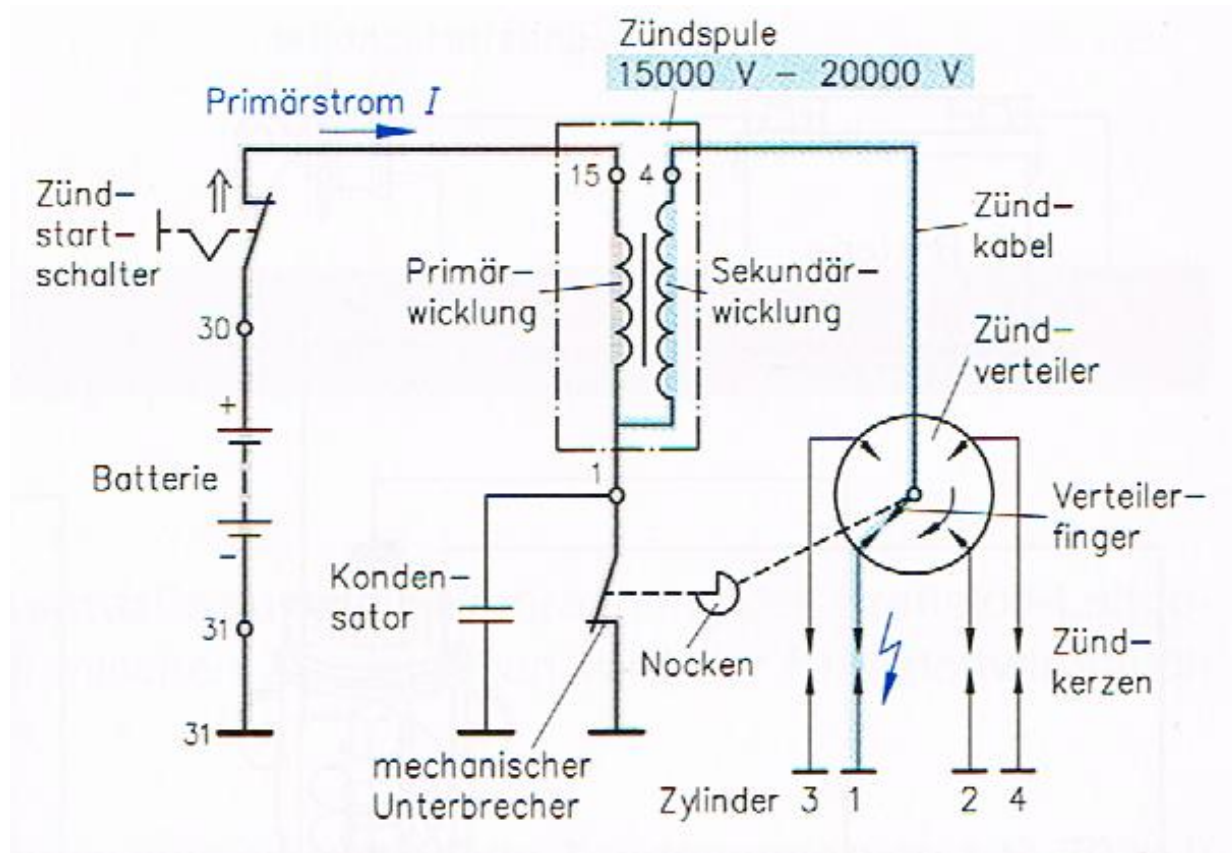 Zündspule
15000 V – 20000 V
Primärstrom I
Zünd-
start-
schalter
15
4
Zünd-
kabel
Primär-
wicklung
Sekundär-
wicklung
30
Zünd-
verteiler
+
Batterie
-
1
Verteiler-
finger
Konden-
sator
31
Nocken
Zünd-
kerzen
31
mechanischer
Unterbrecher
Zylinder 3 1 2 4